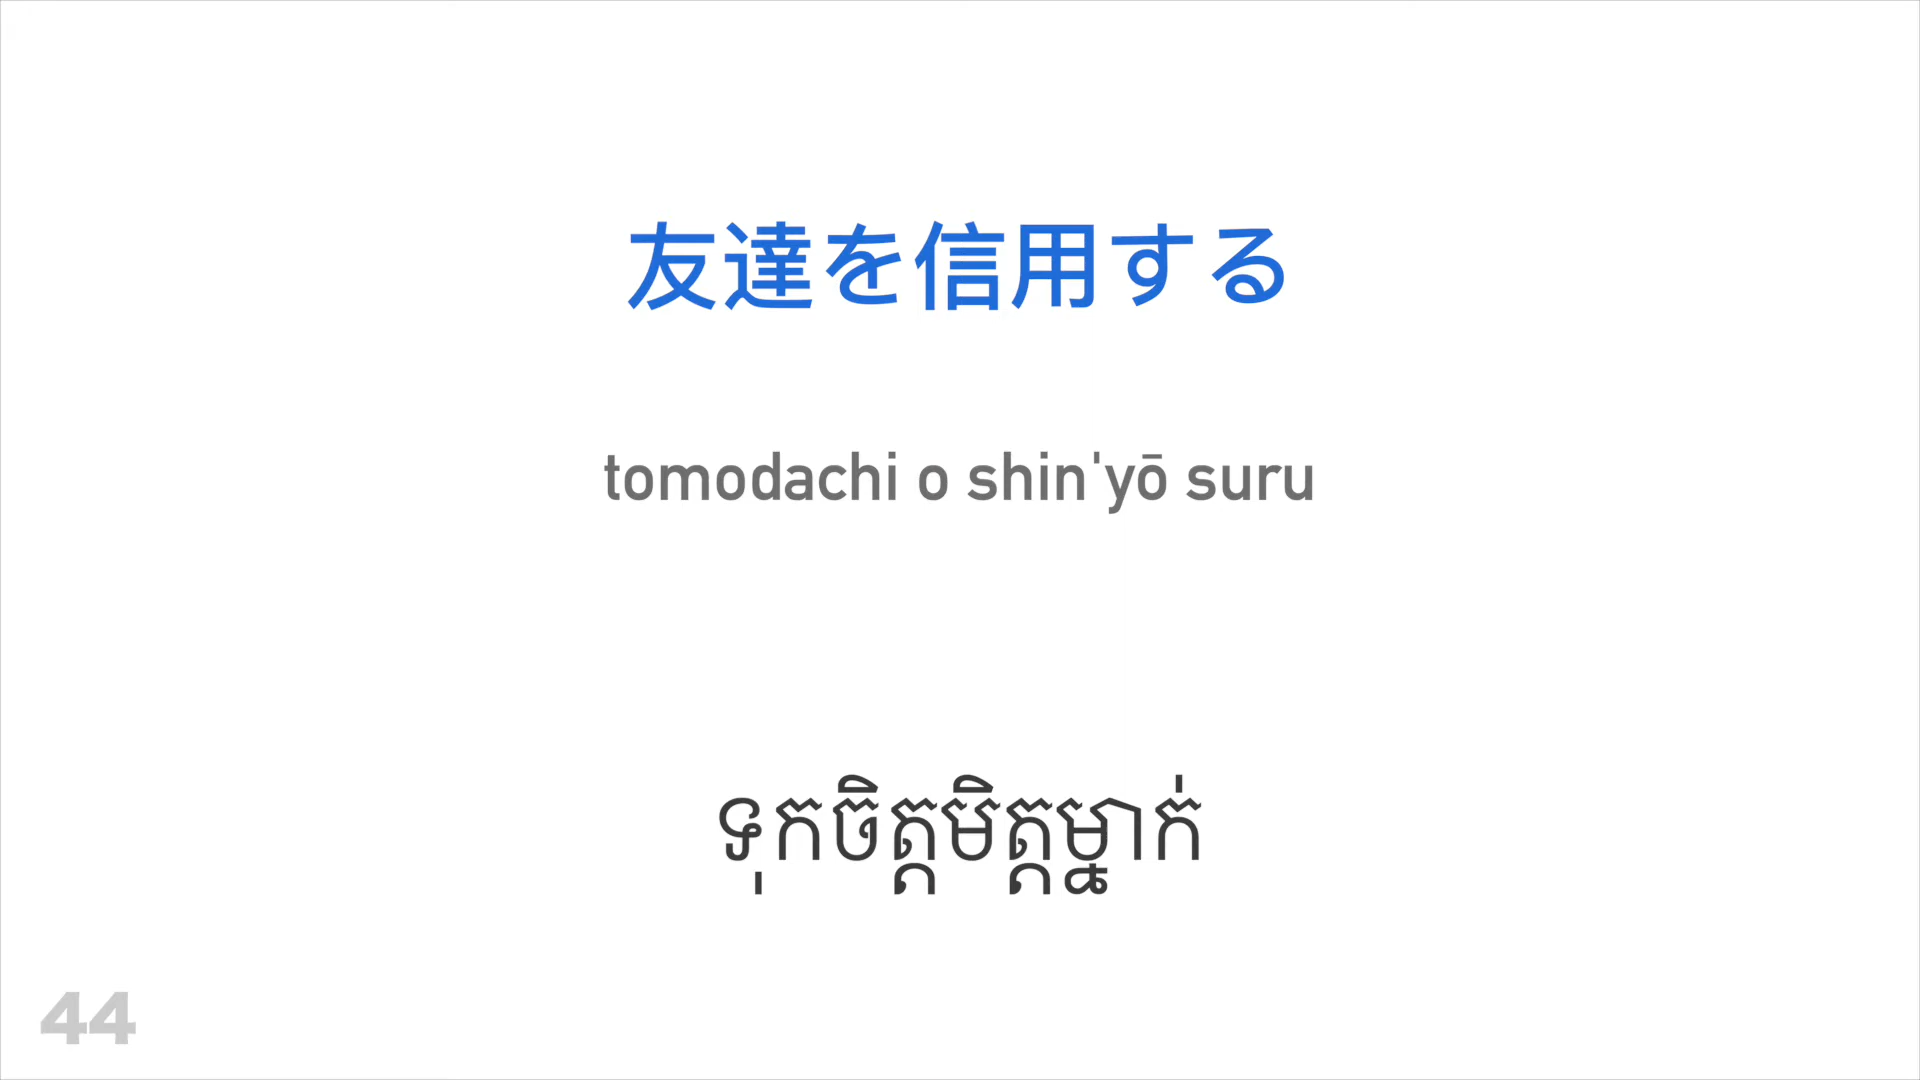 友達を信用する
tomodachi o shin'yō suru
ទុកចិត្តមិត្តម្នាក់
44